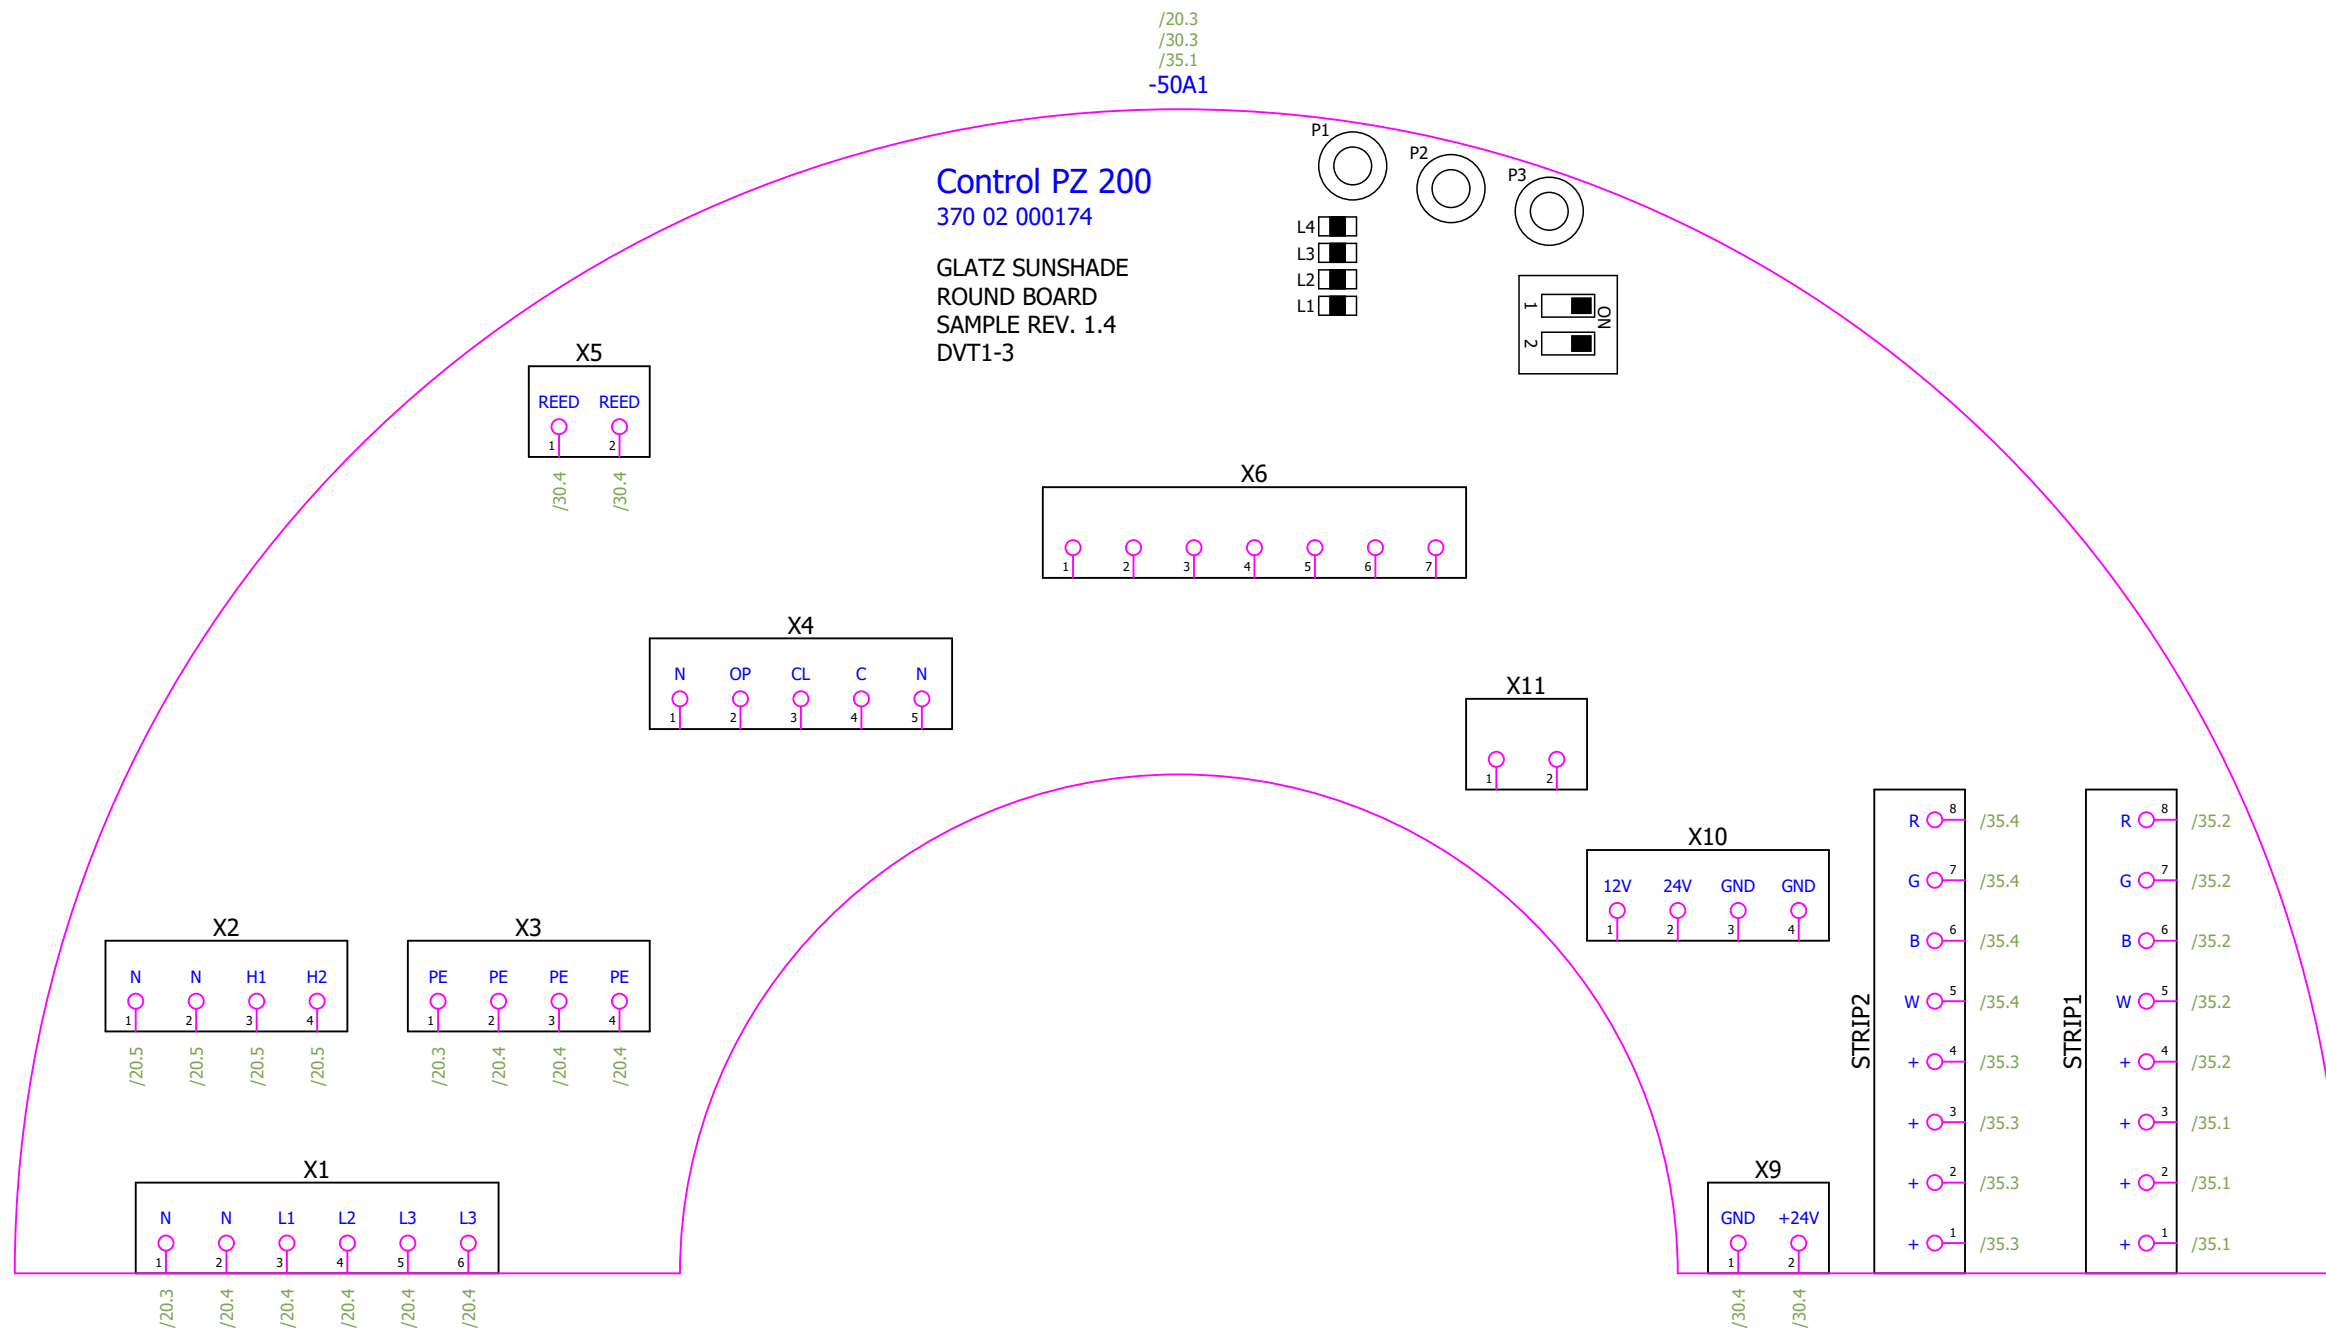 /20.3
/30.3
/35.1
-50A1
P1
P2
P3
Control PZ 200
370 02 000174
L4
L3
L2
L1
GLATZ SUNSHADE
ROUND BOARD
SAMPLE REV. 1.4
DVT1-3
1
2
ON
X5
REED REED
1 2
/30.4 /30.4
X6
1 2 3 4 5 6 7
X4
N OP CL C N
1 2 3 4 5
X11
1 2
X10
12V 24V GND GND
1 2 3 4
X2
N N H1 H2
1 2 3 4
/20.5 /20.5 /20.5 /20.5
X3
PE PE PE PE
1 2 3 4
/20.3 /20.4 /20.4 /20.4
X1
N N L1 L2 L3 L3
1 2 3 4 5 6
/20.3 /20.4 /20.4 /20.4 /20.4 /20.4
X9
GND +24V
1 2
/30.4 /30.4
STRIP2
R 8 /35.4
G 7 /35.4
B 6 /35.4
W 5 /35.4
+ 4 /35.3
+ 3 /35.3
+ 2 /35.3
+ 1 /35.3
STRIP1
R 8 /35.2
G 7 /35.2
B 6 /35.2
W 5 /35.2
+ 4 /35.2
+ 3 /35.1
+ 2 /35.1
+ 1 /35.1